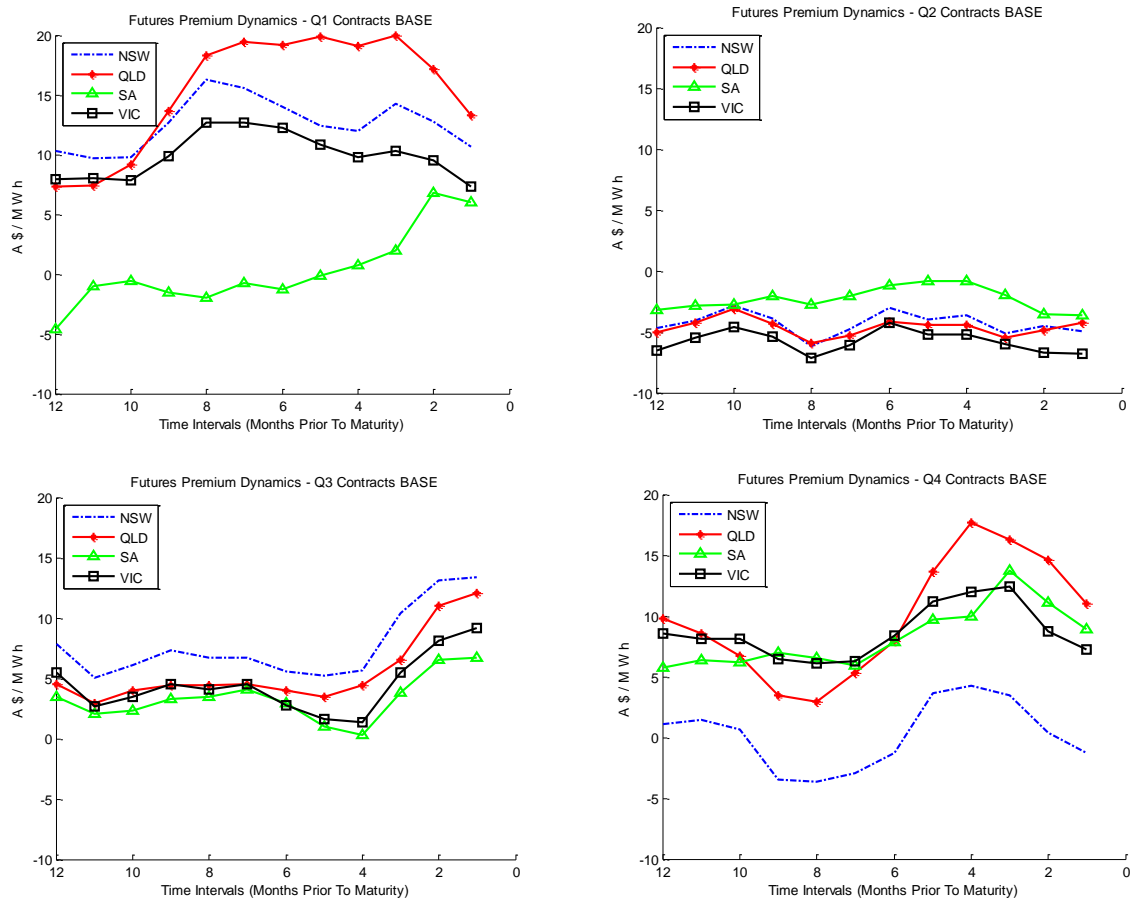 Futures Premium Dynamics - Q1 Contracts BASE
20
15
10
5
0
5
-10
A $ / M W h
NSW
QLD
SA
VIC
12 10 8 6 4 2 0
Time Intervals (Months Prior To Maturity)
Futures Premium Dynamics - Q2 Contracts BASE
20
15
10
5
0
-5
-10
A $ / M W h
NSW
QLD
SA
VIC
12 10 8 6 4 2 0
Time Intervals (Months Prior To Maturity)
Futures Premium Dynamics - Q3 Contracts BASE
20
15
10
5
0
-5
-10
A $ / M W h
NSW
QLD
SA
VIC
12 10 8 6 4 2 0
Time Intervals (Months Prior To Maturity)
Futures Premium Dynamics - Q4 Contracts BASE
20
15
10
5
0
-5
-10
A $ / M W h
NSW
QLD
SA
VIC
12 10 8 6 4 2 0
Time Intervals (Months Prior To Maturity)